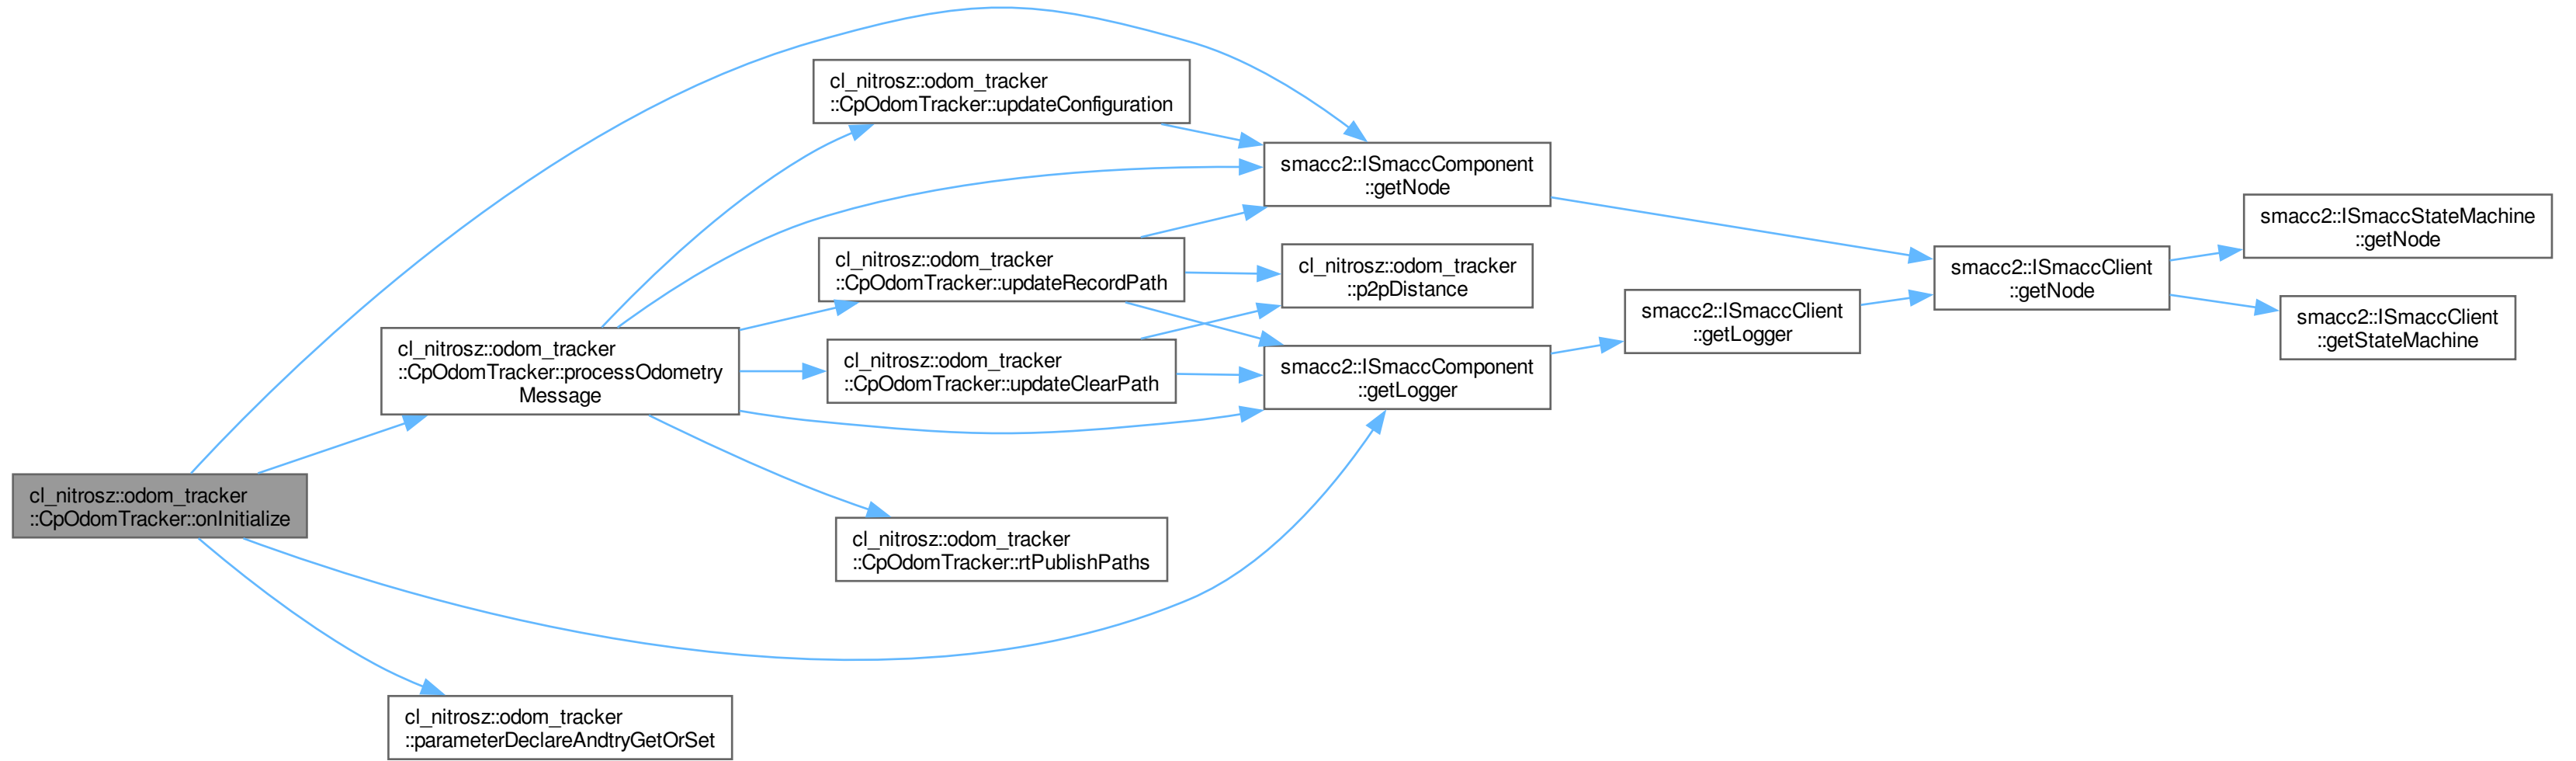 cl_nitrosz::odom_tracker
::CpOdomTracker::onInitialize
cl_nitrosz::odom_tracker
::CpOdomTracker::processOdometry
Message
cl_nitrosz::odom_tracker
::parameterDeclareAndtryGetOrSet
cl_nitrosz::odom_tracker
::CpOdomTracker::updateConfiguration
cl_nitrosz::odom_tracker
::CpOdomTracker::updateRecordPath
cl_nitrosz::odom_tracker
::CpOdomTracker::updateClearPath
cl_nitrosz::odom_tracker
::CpOdomTracker::rtPublishPaths
smacc2::ISmaccComponent
::getNode
cl_nitrosz::odom_tracker
::p2pDistance
smacc2::ISmaccComponent
::getLogger
smacc2::ISmaccClient
::getLogger
smacc2::ISmaccClient
::getNode
smacc2::ISmaccStateMachine
::getNode
smacc2::ISmaccClient
::getStateMachine